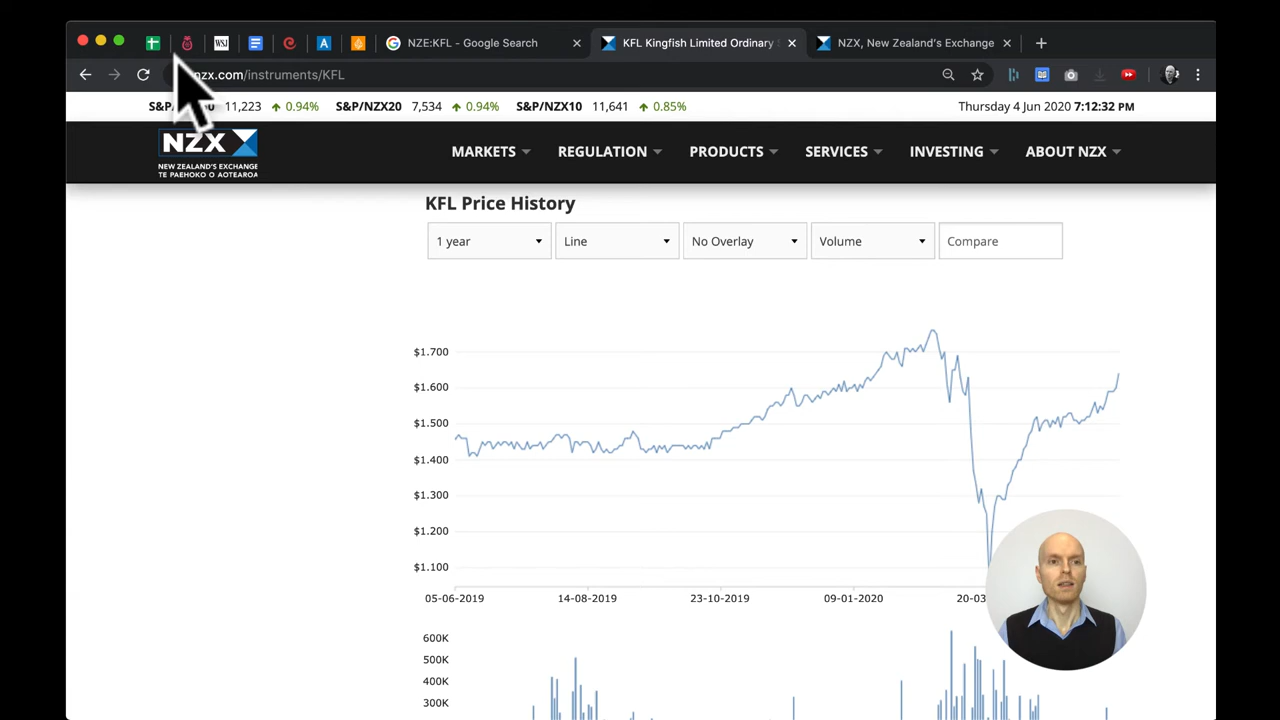 NZE:KFL - Google Search
KFL Kingfish Limited Ordinary
NZX, New Zealand's Exchange
WSJ
nzx.com/instruments/KFL
11,223 0.94% S&P/NZX20 7,534 0.94% S&P/NZX10 11,641 0.85% Thursday 4 Jun 2020 7:12:32 PM
NZX
NEW ZEALAND'S EXCHANGE
TE PAEHOKO O AOTEAROA
MARKETS REGULATION PRODUCTS SERVICES INVESTING ABOUT NZX
KFL Price History
1 year Line No Overlay Volume Compare
$1.700
$1.600
$1.500
$1.400
$1.300
$1.200
$1.100
05-06-2019 14-08-2019 23-10-2019 09-01-2020 20-03
600K
500K
400K
300K